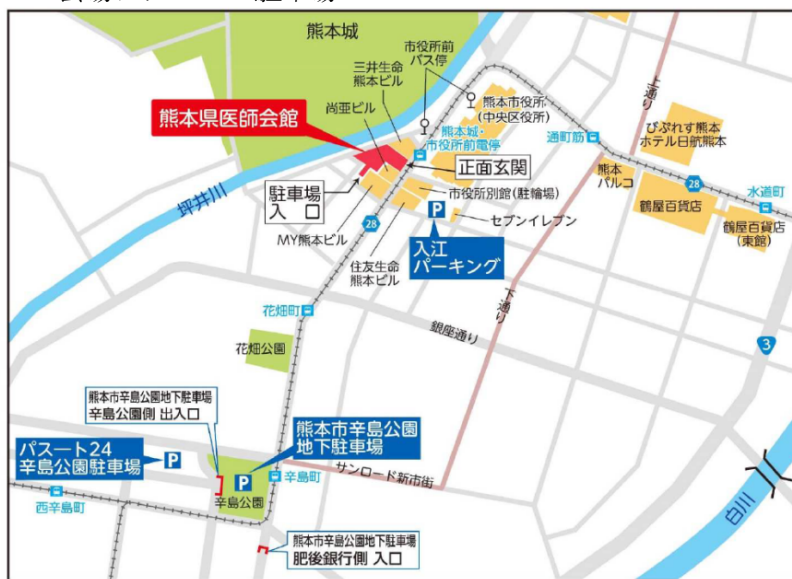 熊本城
三井生命
熊本ビル
市役所前
バス停
尚亜ビル
熊本県医師会館
熊本市役所
(中央区役所)
上通り
びぷれす熊本
ホテル日航熊本
通町筋
熊本城・
市役所前電停
正面玄関
熊本
パルコ
28
水道町
駐車場
入口
市役所別館(駐輪場)
P
セブンイレブン
鶴屋百貨店
鶴屋百貨店
(東館)
坪井川
28
MY熊本ビル
住友生命
熊本ビル
入江
パーキング
下通り
花畑町
銀座通り
3
花畑公園
熊本市辛島公園地下駐車場
辛島公園側 出入口
熊本市辛島公園
地下駐車場
パスート24
辛島公園駐車場
P
P
辛島公園
辛島町
サンロード新市街
西辛島町
白川
熊本市辛島公園地下駐車場
肥後銀行側 入口